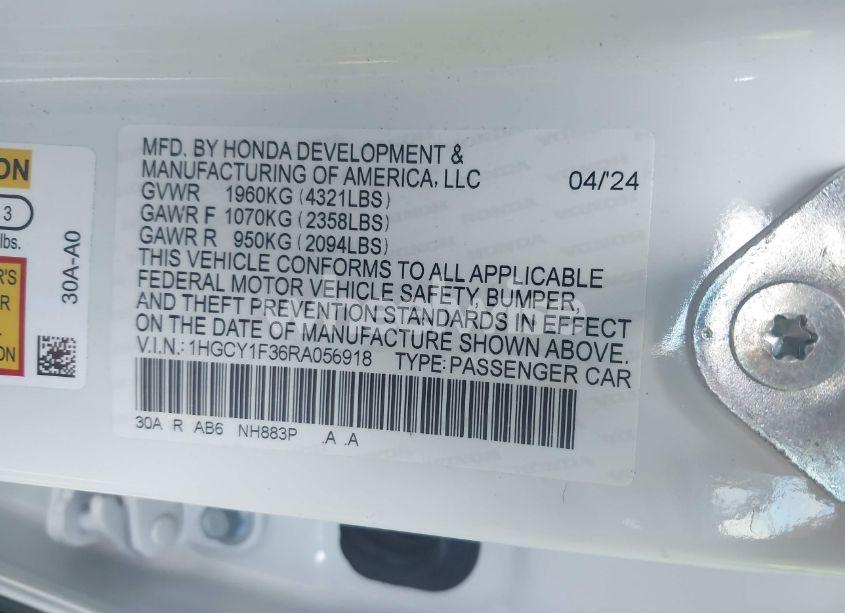 MFD. BY HONDA DEVELOPMENT &
MANUFACTURING OF AMERICA, LLC 04/'24
GVWR 1960KG (4321LBS)
GAWR F 1070KG (2358LBS)
GAWR R 950KG (2094LBS)
THIS VEHICLE CONFORMS TO ALL APPLICABLE
FEDERAL MOTOR VEHICLE SAFETY, BUMPER,
AND THEFT PREVENTION STANDARDS IN EFFECT
ON THE DATE OF MANUFACTURE SHOWN ABOVE.
V.I.N.: 1HGCY1F36RA056918 TYPE: PASSENGER CAR
30A R AB6 NH883P .A .A
ON
3
lbs.
30A-A0
R'S
ER
ON